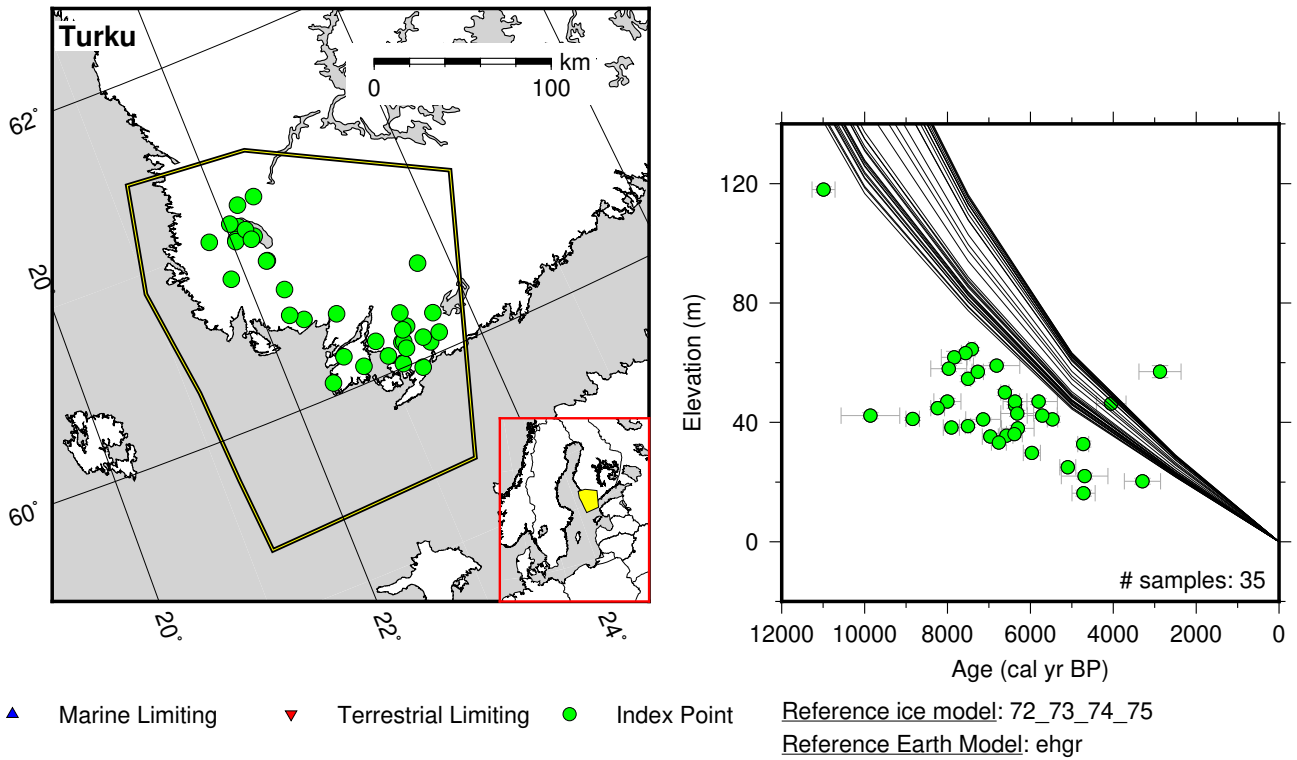 Turku
km
0 100
62°
20°
60°
20°
22°
24°
120
80
40
0
Elevation (m)
# samples: 35
12000 10000 8000 6000 4000 2000 0
Age (cal yr BP)
Marine Limiting Terrestrial Limiting Index Point
Reference ice model: 72_73_74_75
Reference Earth Model: ehgr